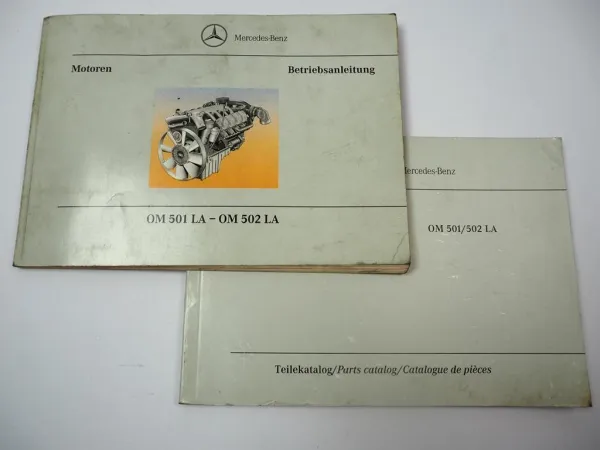 Mercedes-Benz
Motoren
Betriebsanleitung
OM 501 LA – OM 502 LA
Mercedes-Benz
OM 501/502 LA
Teilekatalog/Parts catalog/Catalogue de pièces